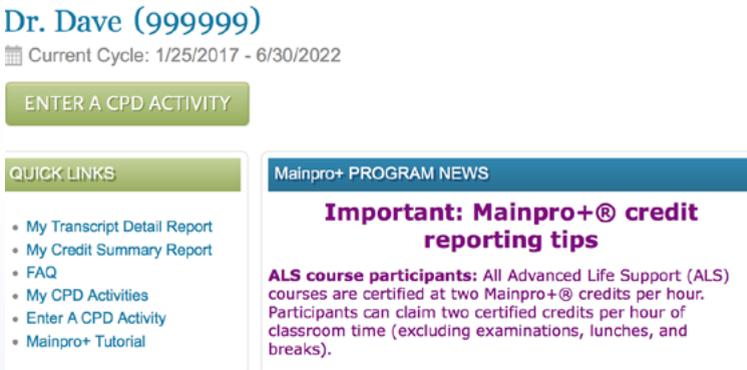 Dr. Dave (999999)
Current Cycle: 1/25/2017 - 6/30/2022
ENTER A CPD ACTIVITY
QUICK LINKS
• My Transcript Detail Report
• My Credit Summary Report
• FAQ
• My CPD Activities
• Enter A CPD Activity
• Mainpro+ Tutorial
Mainpro+ PROGRAM NEWS
Important: Mainpro+® credit
reporting tips
ALS course participants: All Advanced Life Support (ALS)
courses are certified at two Mainpro+® credits per hour.
Participants can claim two certified credits per hour of
classroom time (excluding examinations, lunches, and
breaks).